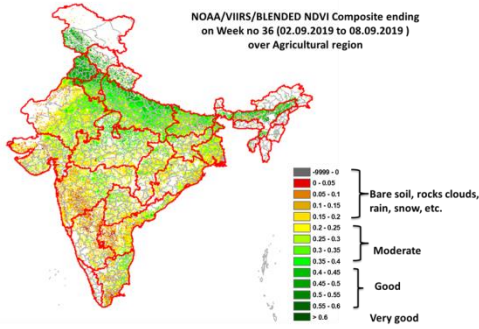 NOAA/VIIRS/BLENDED NDVI Composite ending
on Week no 36 (02.09.2019 to 08.09.2019 )
over Agricultural region
-9999 - 0
0 - 0.05
0.05 - 0.1
0.1 - 0.15
0.15 - 0.2
0.2 - 0.25
0.25 - 0.3
0.3 - 0.35
0.35 - 0.4
0.4 - 0.45
0.45 - 0.5
0.5 - 0.55
0.55 - 0.6
> 0.6
Bare soil, rocks clouds,
rain, snow, etc.
Moderate
Good
Very good